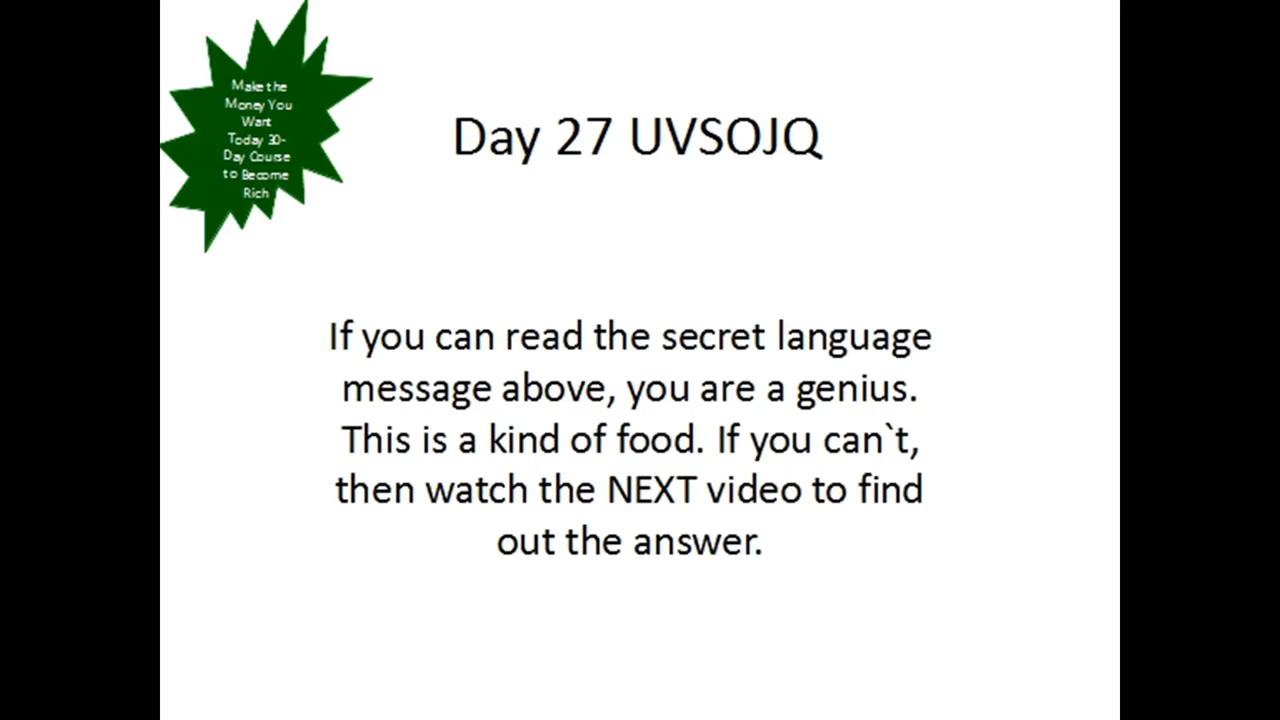 Make the
Money You
Want
Today 30-
Day Course
to Become
Rich
Day 27 UVSOJQ
If you can read the secret language
message above, you are a genius.
This is a kind of food. If you can`t,
then watch the NEXT video to find
out the answer.